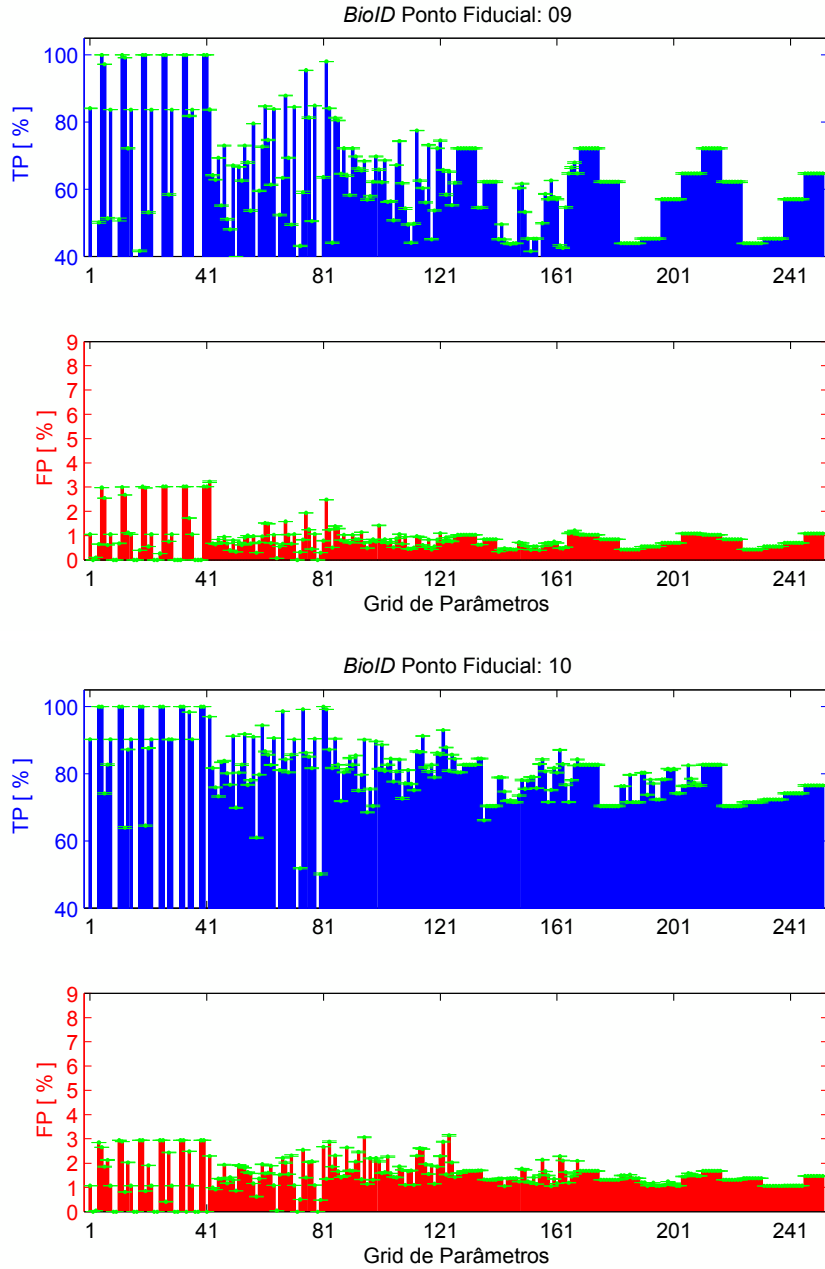 BioID Ponto Fiducial: 09
100
80
60
40
TP [ % ]
1 41 81 121 161 201 241
9
8
7
6
5
4
3
2
1
0
FP [ % ]
1 41 81 121 161 201 241
Grid de Parâmetros
BioID Ponto Fiducial: 10
100
80
60
40
TP [ % ]
1 41 81 121 161 201 241
9
8
7
6
5
4
3
2
1
0
FP [ % ]
1 41 81 121 161 201 241
Grid de Parâmetros